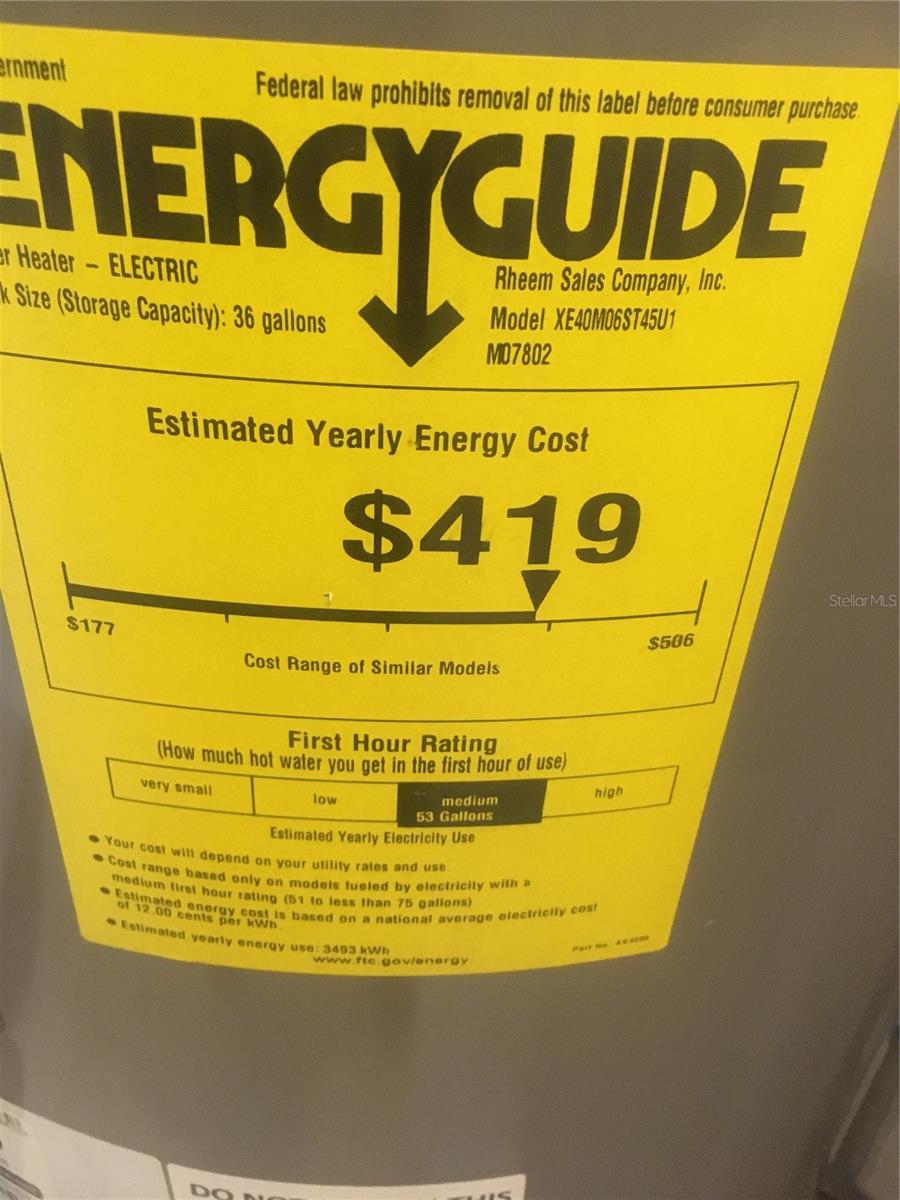 ernment
Federal law prohibits removal of this label before consumer purchase.
ENERGYGUIDE
er Heater – ELECTRIC
k Size (Storage Capacity): 36 gallons
Rheem Sales Company, Inc.
Model XE40M06ST45U1
M07802
Estimated Yearly Energy Cost
$419
$177
$506
Cost Range of Similar Models
First Hour Rating
(How much hot water you get in the first hour of use)
very small
low
medium
53 Gallons
high
Estimated Yearly Electricity Use
• Your cost will depend on your utility rates and use.
• Cost range based only on models fueled by electricity with a
medium first hour rating (51 to less than 75 gallons)
• Estimated energy cost is based on a national average electricity cost
of 12.00 cents per kWh.
• Estimated yearly energy use: 3493 kWh
www.ftc.gov/energy
Part No.
StellarMLS
DO THIS